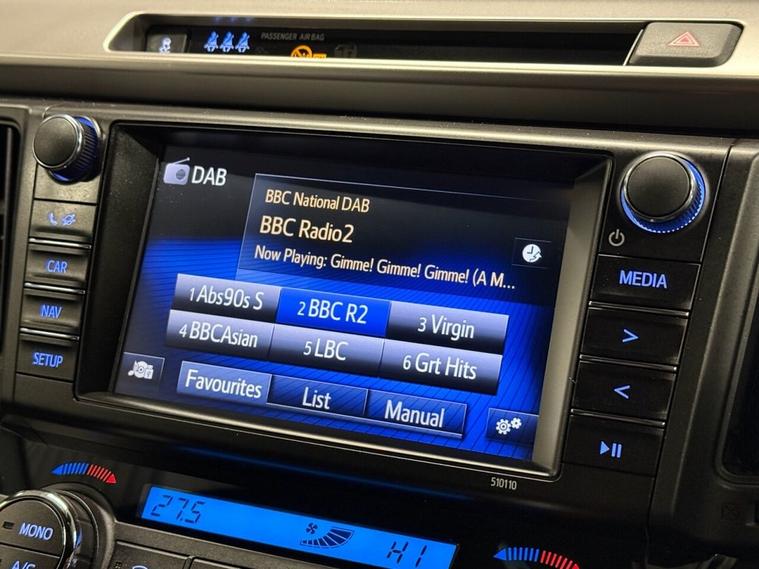 PASSENGER AIR BAG
DAB
BBC National DAB
BBC Radio2
Now Playing: Gimme! Gimme! Gimme! (A M...
1 Abs90s S
2 BBC R2
3 Virgin
4 BBCAsian
5 LBC
6 Grt Hits
Favourites
List
Manual
CAR
NAV
SETUP
MEDIA
>
<
510110
27.5
HI
MONO
A/C